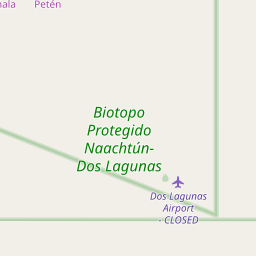 Petén
Biotopo
Protegido
Naachtún-
Dos Lagunas
Dos Lagunas
Airport
- CLOSED